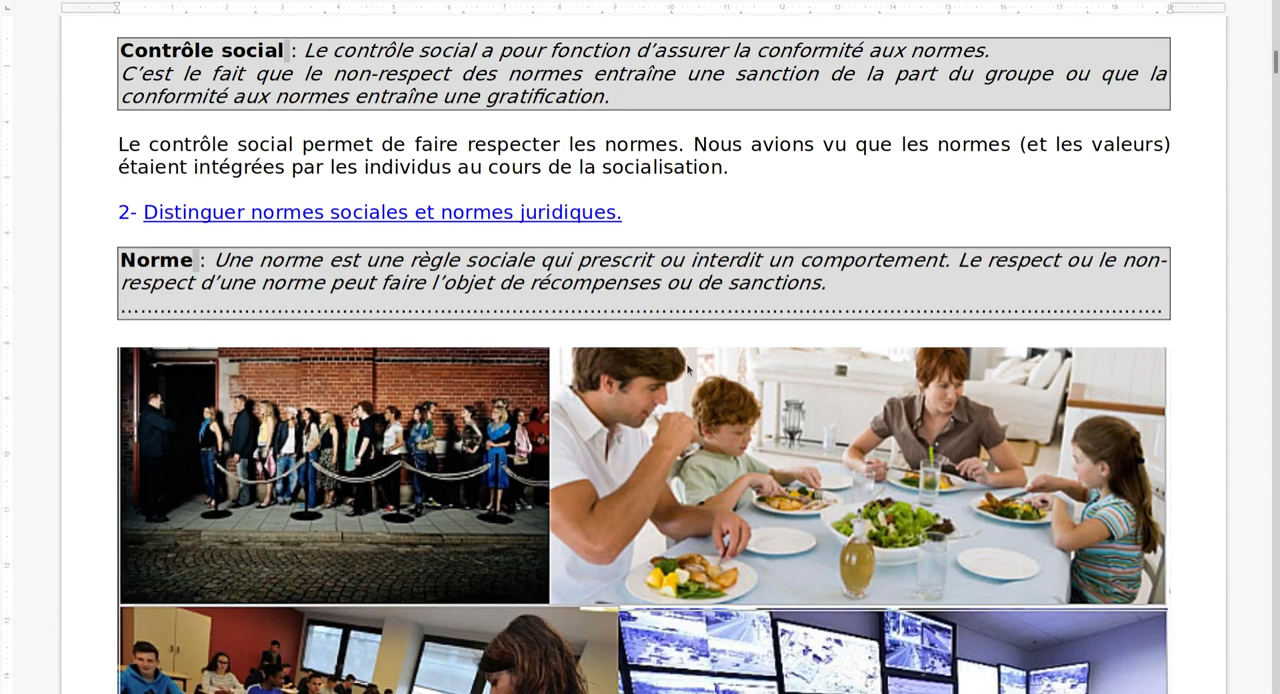 Contrôle social : Le contrôle social a pour fonction d’assurer la conformité aux normes.
C’est le fait que le non-respect des normes entraîne une sanction de la part du groupe ou que la
conformité aux normes entraîne une gratification.
Le contrôle social permet de faire respecter les normes. Nous avions vu que les normes (et les valeurs)
étaient intégrées par les individus au cours de la socialisation.
2- Distinguer normes sociales et normes juridiques.
Norme : Une norme est une règle sociale qui prescrit ou interdit un comportement. Le respect ou le non-
respect d’une norme peut faire l’objet de récompenses ou de sanctions.